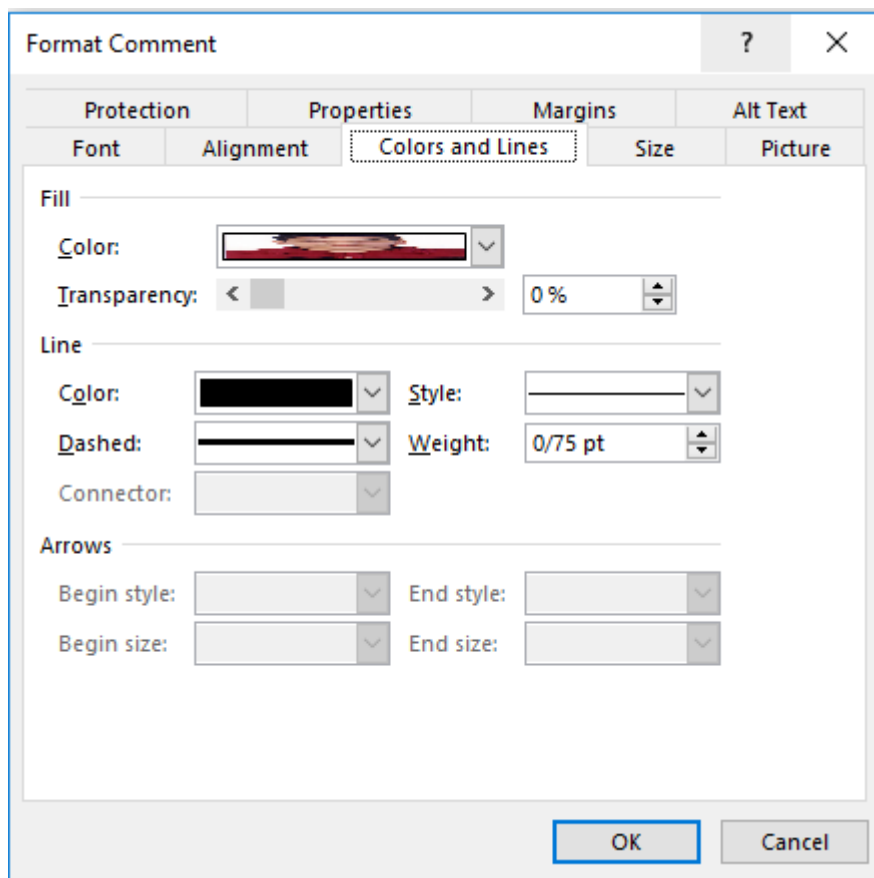 Format Comment ?
Protection Properties Margins Alt Text
Font Alignment Colors and Lines Size Picture
Fill
Color:
Transparency: 0 %
Line
Color: Style:
Dashed: Weight: 0/75 pt
Connector:
Arrows
Begin style: End style:
Begin size: End size:
OK Cancel